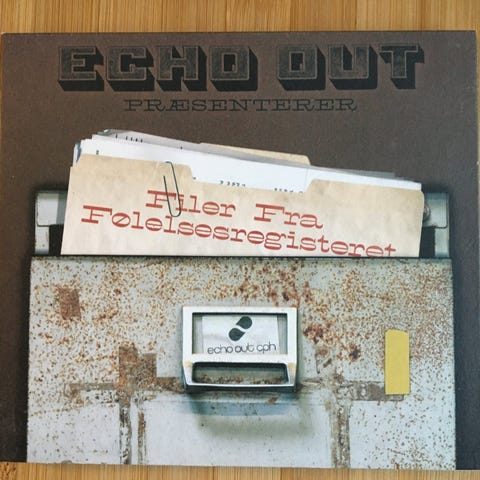 ECHO OUT
PRÆSENTERER
Filer Fra
Følelsesregisteret
echo out cph